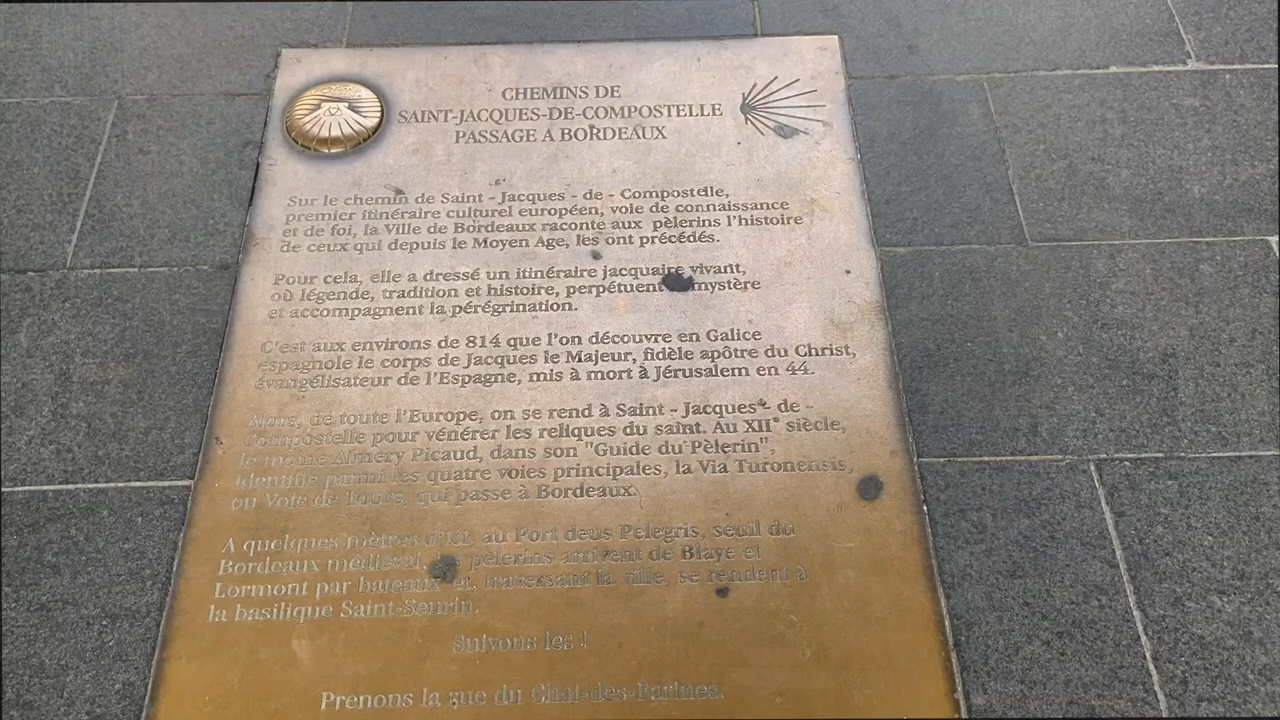 CHEMINS DE
SAINT-JACQUES-DE-COMPOSTELLE
PASSAGE A BORDEAUX
Sur le chemin de Saint - Jacques - de - Compostelle,
premier itinéraire culturel européen, voie de connaissance
et de foi, la Ville de Bordeaux raconte aux pèlerins l'histoire
de ceux qui depuis le Moyen Age, les ont précédés.
Pour cela, elle a dressé un itinéraire jacquaire vivant,
où légende, tradition et histoire, perpétuent mystère
et accompagnent la pérégrination.
C'est aux environs de 814 que l'on découvre en Galice
espagnole le corps de Jacques le Majeur, fidèle apôtre du Christ,
évangélisateur de l'Espagne, mis à mort à Jérusalem en 44.
Alors, de toute l'Europe, on se rend à Saint - Jacques - de -
Compostelle pour vénérer les reliques du saint. Au XII° siècle,
le moine Aimery Picaud, dans son "Guide du Pèlerin",
identifie parmi les quatre voies principales, la Via Turonensis,
ou Voie de Tours, qui passe à Bordeaux.
A quelques mètres d'ici, au Port deus Pelegris, seuil du
Bordeaux médiéval, pèlerins arrivent de Blaye et
Lormont par bateaux et, traversant la ville, se rendent à
la basilique Saint-Seurin.
Suivons les !
Prenons la rue du Chai-des-Farines.